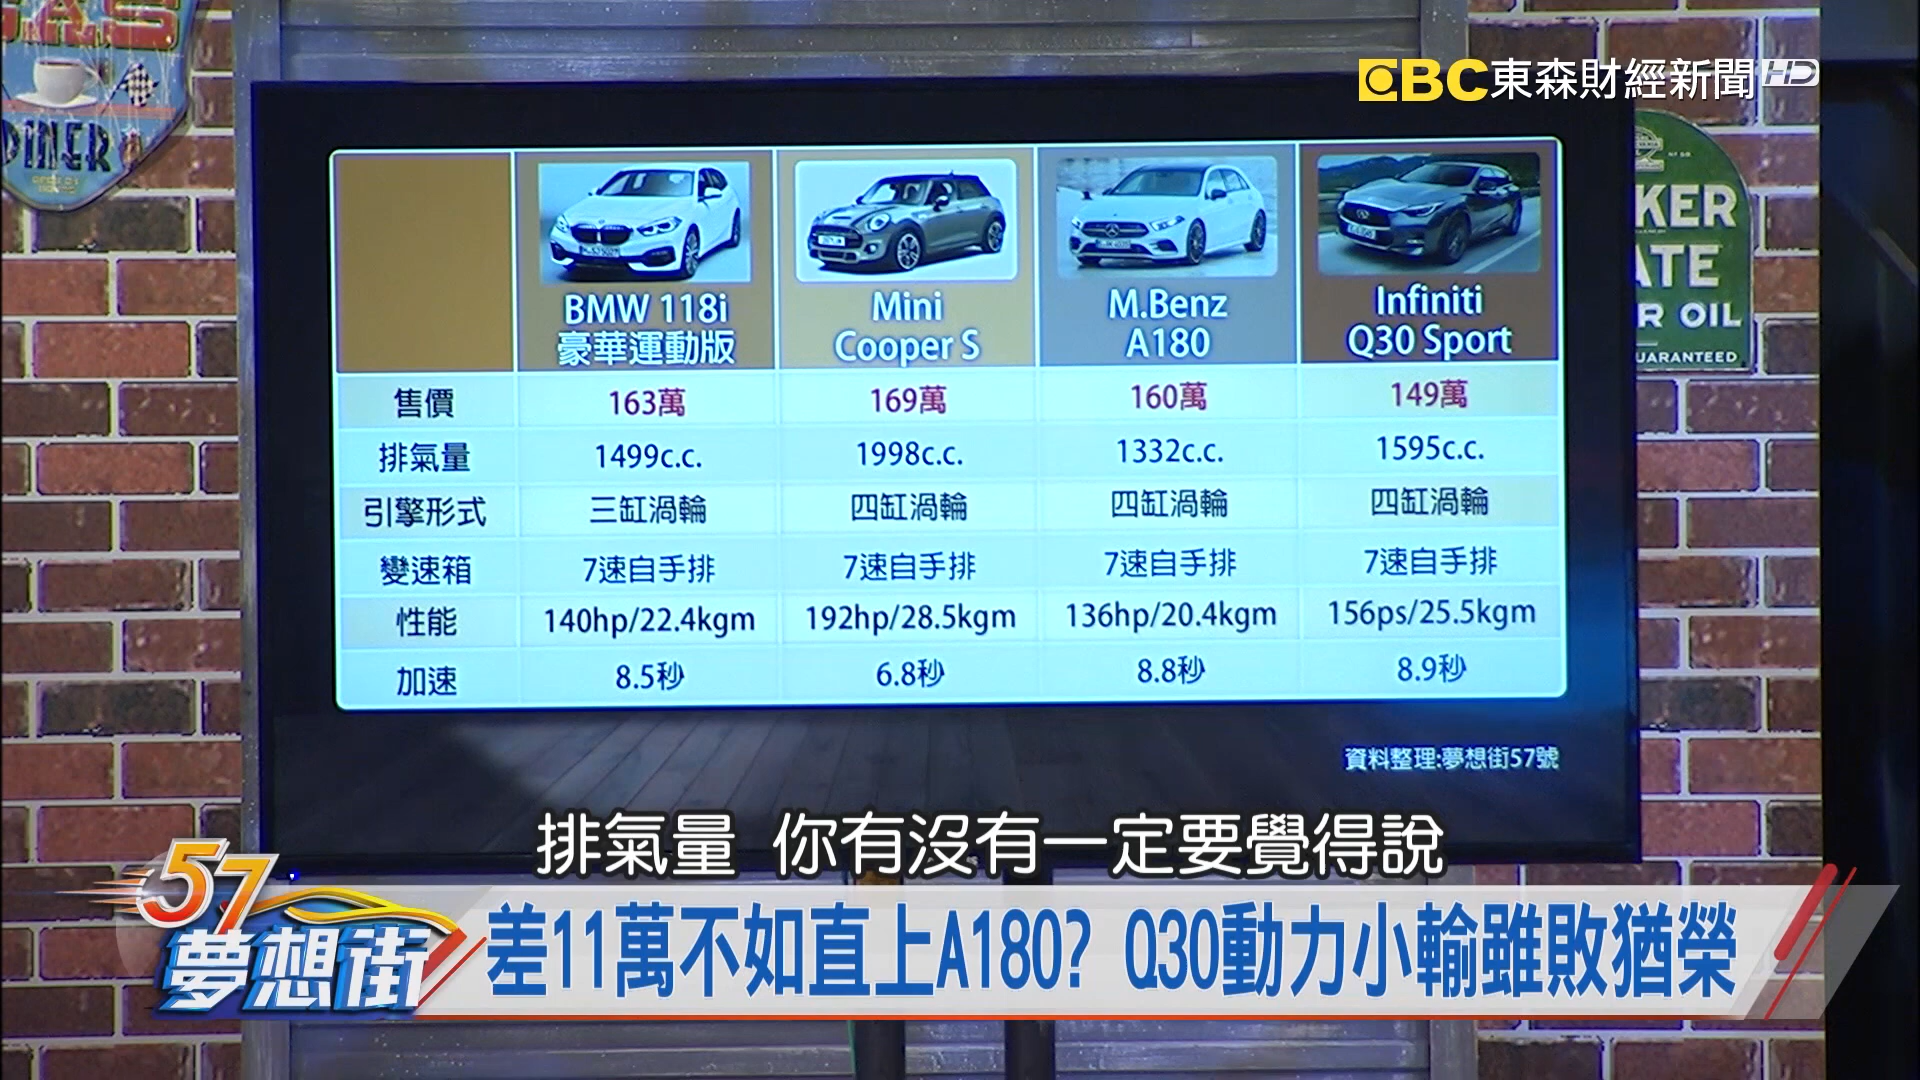 GAS
DINER
EBC東森財經新聞HD
KER
ATE
R OIL
UARANTEED
BMW 118i
豪華運動版
Mini
Cooper S
M.Benz
A180
Infiniti
Q30 Sport
售價 163萬 169萬 160萬 149萬
排氣量 1499c.c. 1998c.c. 1332c.c. 1595c.c.
引擎形式 三缸渦輪 四缸渦輪 四缸渦輪 四缸渦輪
變速箱 7速自手排 7速自手排 7速自手排 7速自手排
性能 140hp/22.4kgm 192hp/28.5kgm 136hp/20.4kgm 156ps/25.5kgm
加速 8.5秒 6.8秒 8.8秒 8.9秒
資料整理:夢想街57號
排氣量 你有沒有一定要覺得說
57
夢想街
差11萬不如直上A180? Q30動力小輸雖敗猶榮